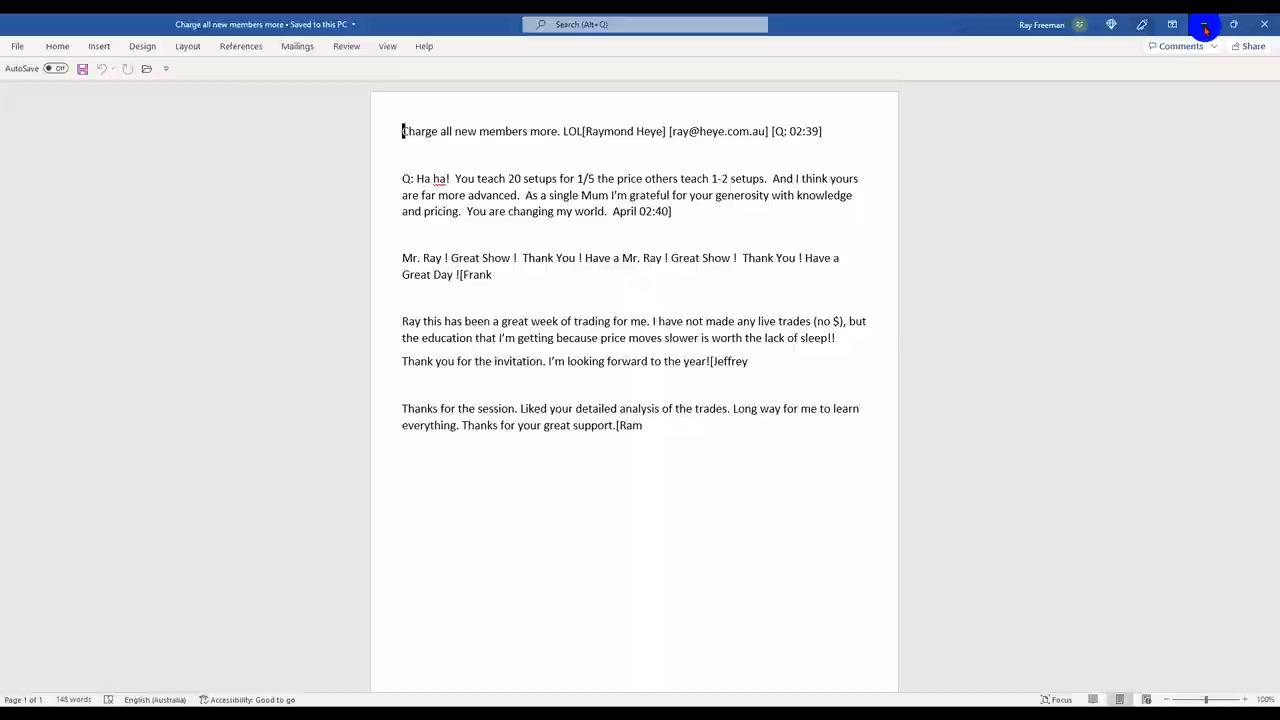 Charge all new members more • Saved to this PC
Search (Alt+Q)
Ray Freeman
RF
File Home Insert Design Layout References Mailings Review View Help
Comments
Share
AutoSave Off
Charge all new members more. LOL[Raymond Heye] [ray@heye.com.au] [Q: 02:39]
Q: Ha ha!  You teach 20 setups for 1/5 the price others teach 1-2 setups.  And I think yours
are far more advanced.  As a single Mum I'm grateful for your generosity with knowledge
and pricing.  You are changing my world.  April 02:40]
Mr. Ray ! Great Show !  Thank You ! Have a Mr. Ray ! Great Show !  Thank You ! Have a
Great Day ![Frank
Ray this has been a great week of trading for me. I have not made any live trades (no $), but
the education that I’m getting because price moves slower is worth the lack of sleep!!
Thank you for the invitation. I’m looking forward to the year![Jeffrey
Thanks for the session. Liked your detailed analysis of the trades. Long way for me to learn
everything. Thanks for your great support.[Ram
Page 1 of 1
148 words
English (Australia)
Accessibility: Good to go
Focus
100%